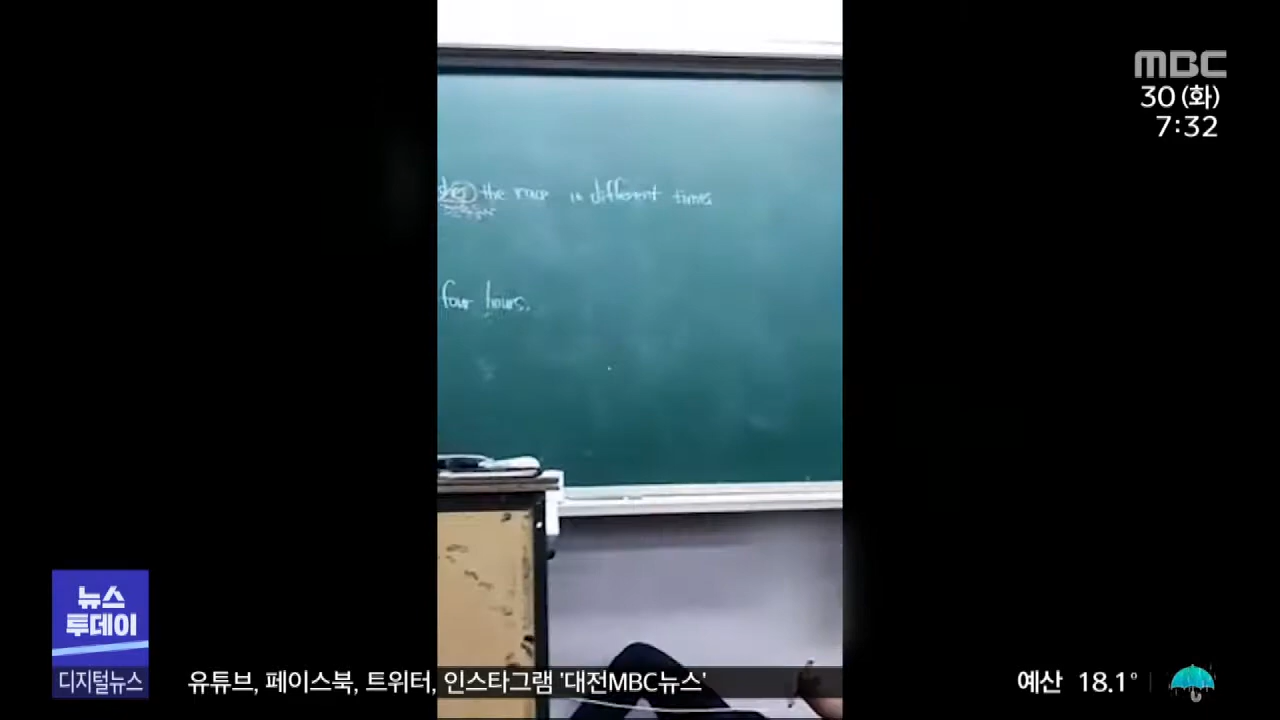 MBC
30 (화)
7:32
the race in different times
four hours.
뉴스
투데이
디지털뉴스
유튜브, 페이스북, 트위터, 인스타그램 '대전MBC뉴스'
예산 18.1°